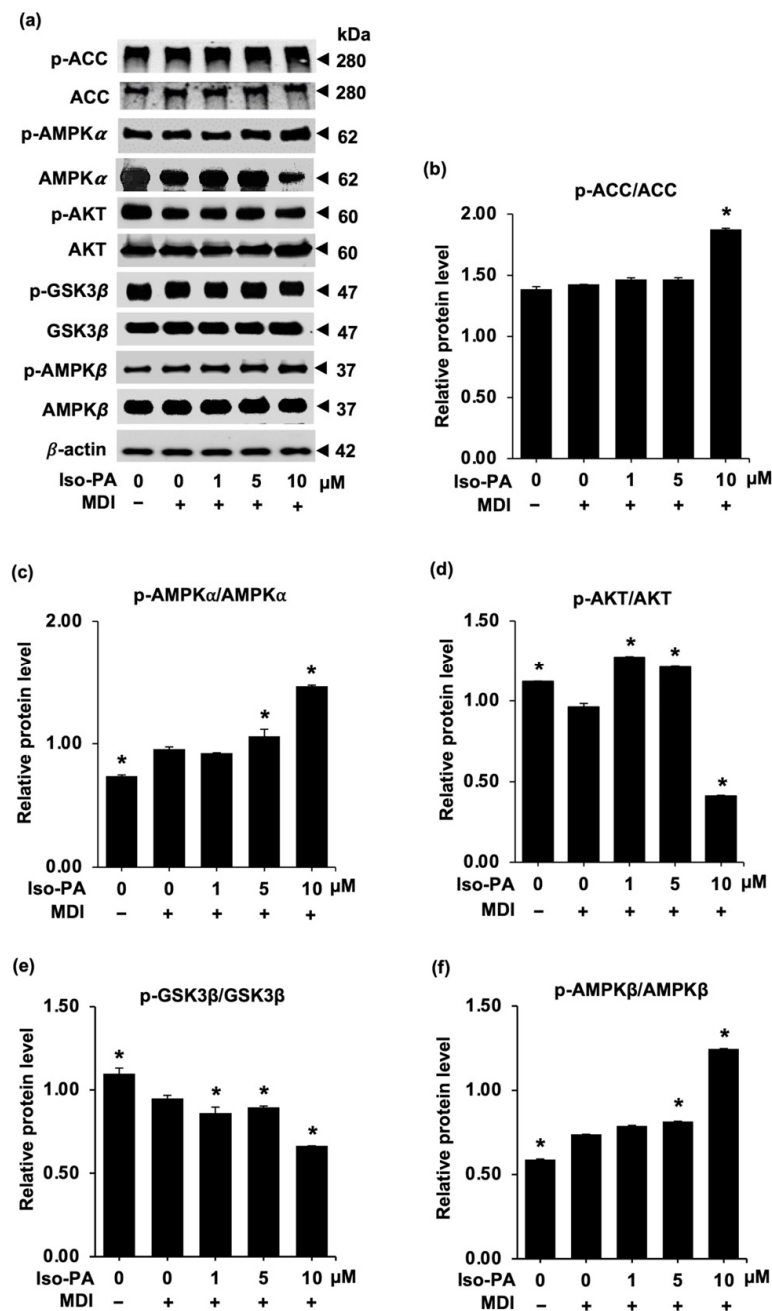 (a)
kDa
p-ACC ◄ 280
ACC ◄ 280
p-AMPKα ◄ 62
AMPKα ◄ 62
p-AKT ◄ 60
AKT ◄ 60
p-GSK3β ◄ 47
GSK3β ◄ 47
p-AMPKβ ◄ 37
AMPKβ ◄ 37
β-actin ◄ 42
Iso-PA 0 0 1 5 10 μM
MDI – + + + +
(b)
p-ACC/ACC
Relative protein level
2.00
*
1.50
1.00
0.50
0.00
Iso-PA 0 0 1 5 10 μM
MDI – + + + +
(c)
p-AMPKα/AMPKα
Relative protein level
2.00
1.00
0.00
* * *
Iso-PA 0 0 1 5 10 μM
MDI – + + + +
(d)
p-AKT/AKT
Relative protein level
1.50
1.00
0.50
0.00
* * * *
Iso-PA 0 0 1 5 10 μM
MDI – + + + +
(e)
p-GSK3β/GSK3β
Relative protein level
1.50
1.00
0.50
0.00
* * * *
Iso-PA 0 0 1 5 10 μM
MDI – + + + +
(f)
p-AMPKβ/AMPKβ
Relative protein level
1.50
1.00
0.50
0.00
* * *
Iso-PA 0 0 1 5 10 μM
MDI – + + + +